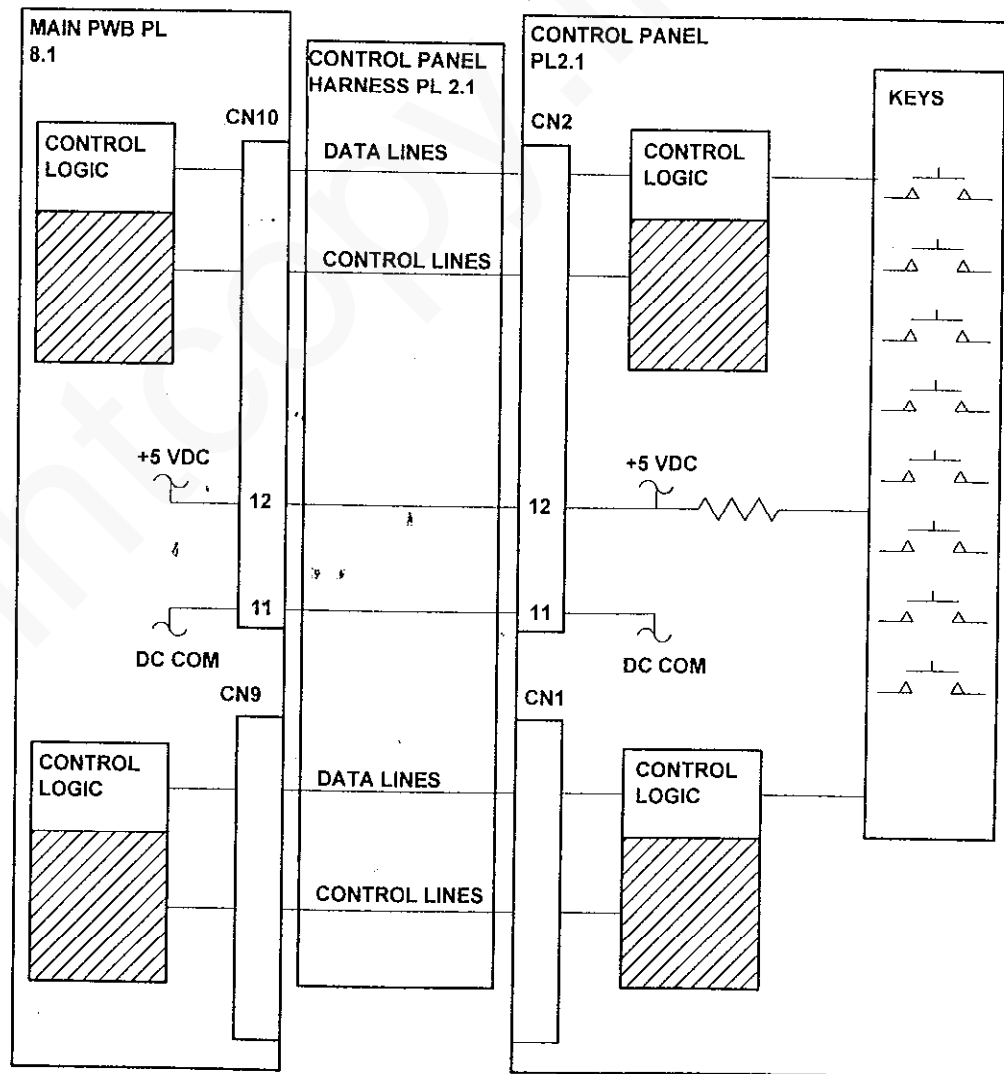 MAIN PWB PL
8.1
CONTROL PANEL
HARNESS PL 2.1
CONTROL PANEL
PL2.1
KEYS
CN10
CN2
CONTROL
LOGIC
DATA LINES
CONTROL
LOGIC
CONTROL LINES
+5 VDC
12
+5 VDC
12
11
DC COM
11
DC COM
CN9
CN1
CONTROL
LOGIC
DATA LINES
CONTROL
LOGIC
CONTROL LINES